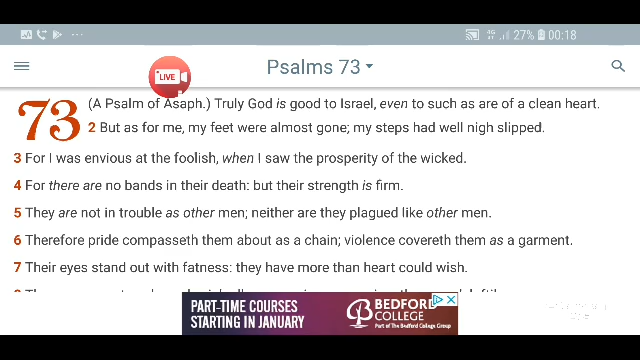 4G 27% 00:18
Psalms 73
LIVE
73 (A Psalm of Asaph.) Truly God is good to Israel, even to such as are of a clean heart.
2 But as for me, my feet were almost gone; my steps had well nigh slipped.
3 For I was envious at the foolish, when I saw the prosperity of the wicked.
4 For there are no bands in their death: but their strength is firm.
5 They are not in trouble as other men; neither are they plagued like other men.
6 Therefore pride compasseth them about as a chain; violence covereth them as a garment.
7 Their eyes stand out with fatness: they have more than heart could wish.
PART-TIME COURSES
STARTING IN JANUARY
BEDFORD
COLLEGE
Part of The Bedford College Group